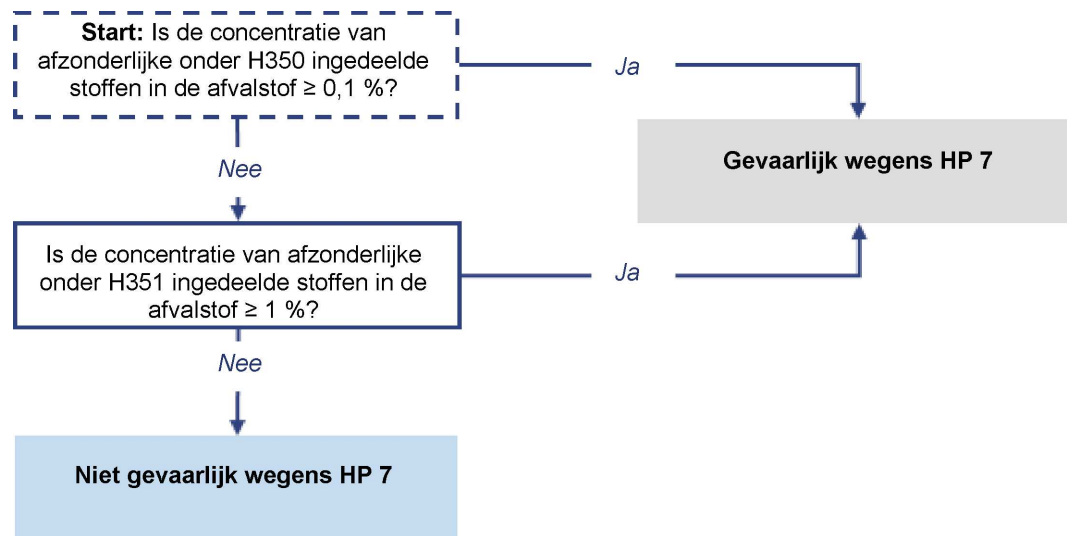 Start: Is de concentratie van
afzonderlijke onder H350 ingedeelde
stoffen in de afvalstof ≥ 0,1 %?
Ja
Gevaarlijk wegens HP 7
Nee
Is de concentratie van afzonderlijke
onder H351 ingedeelde stoffen in de
afvalstof ≥ 1 %?
Ja
Nee
Niet gevaarlijk wegens HP 7